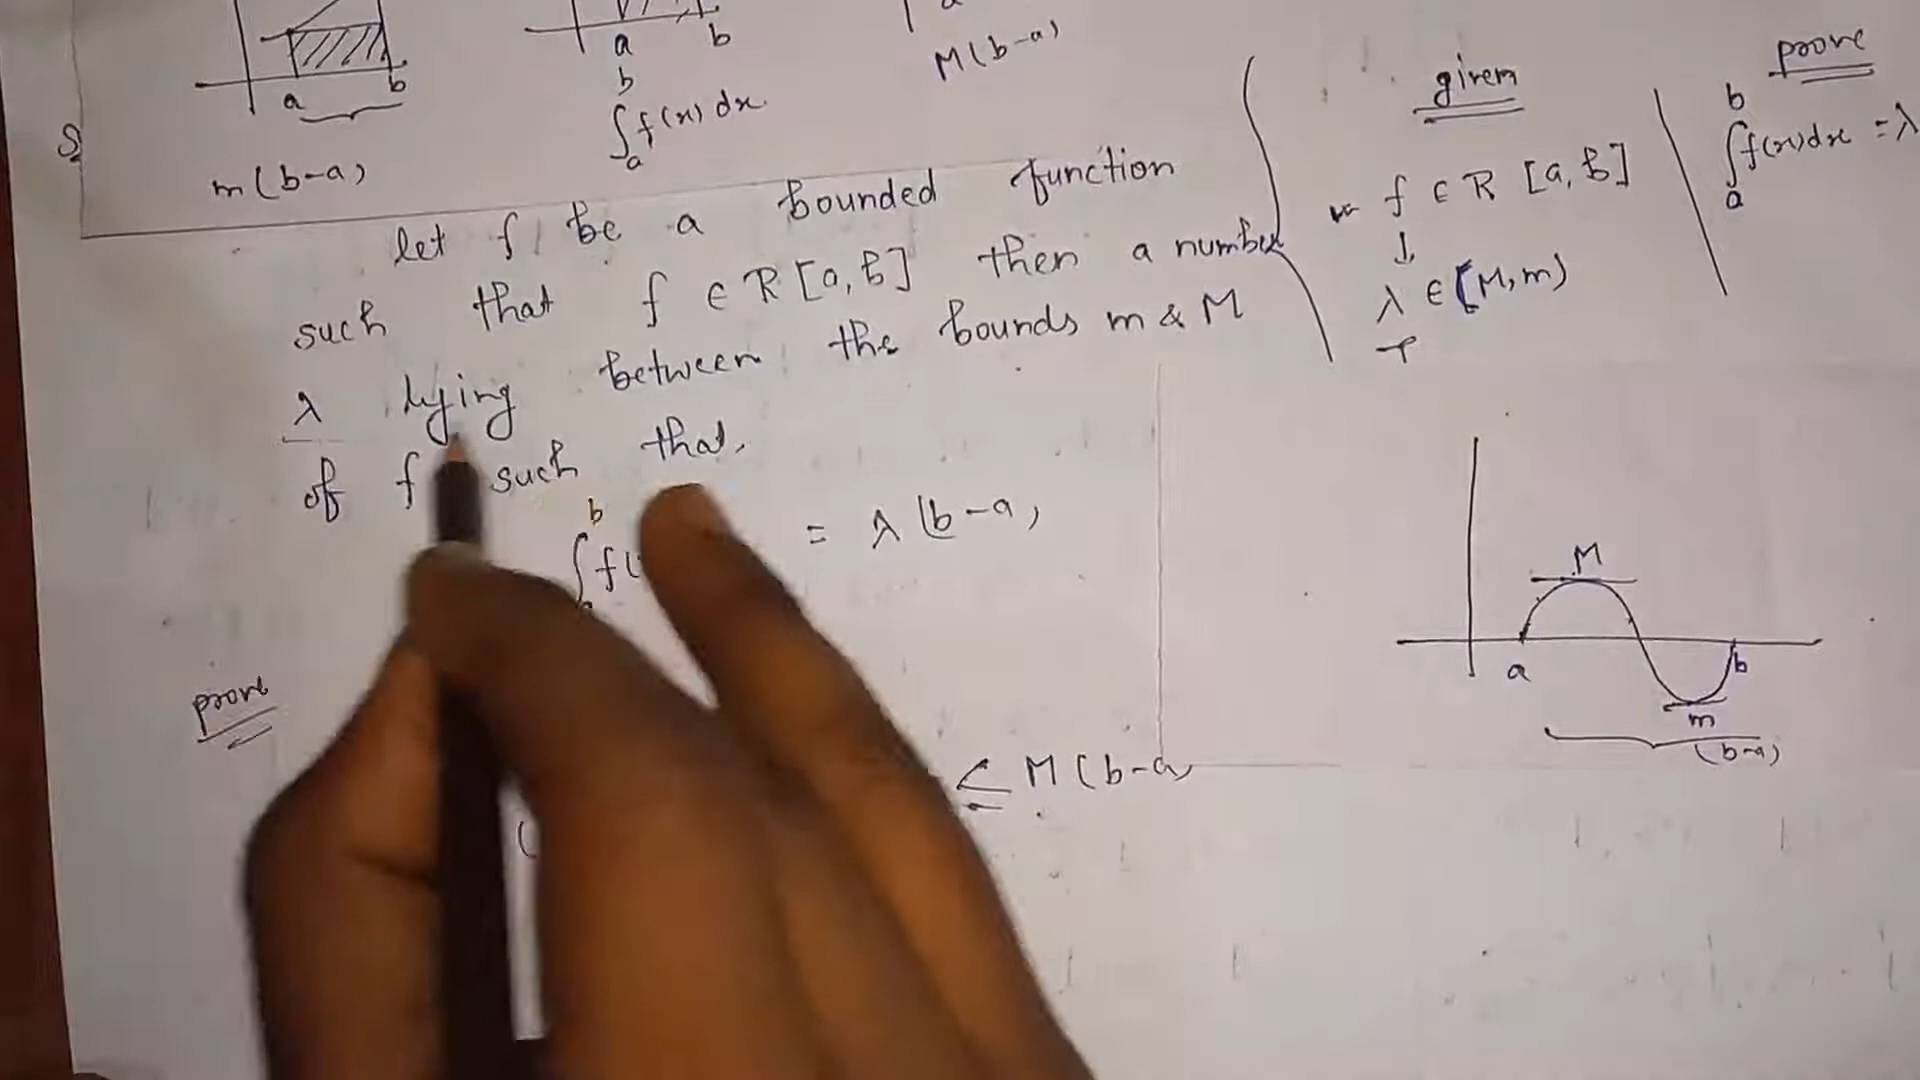 a b
a b
b
∫ f(x) dx
a
M(b-a)
m(b-a)
let f be a bounded function
such that f ∈ R [a, b] then a number
λ lying between the bounds m & M
of f such that
b
∫ f( = λ (b-a)
prove
≤ M (b-a)
given
f ∈ R [a, b]
↓
λ ∈ [M, m)
prove
b
∫ f(x) dx = λ
a
M
a b
m
(b-a)